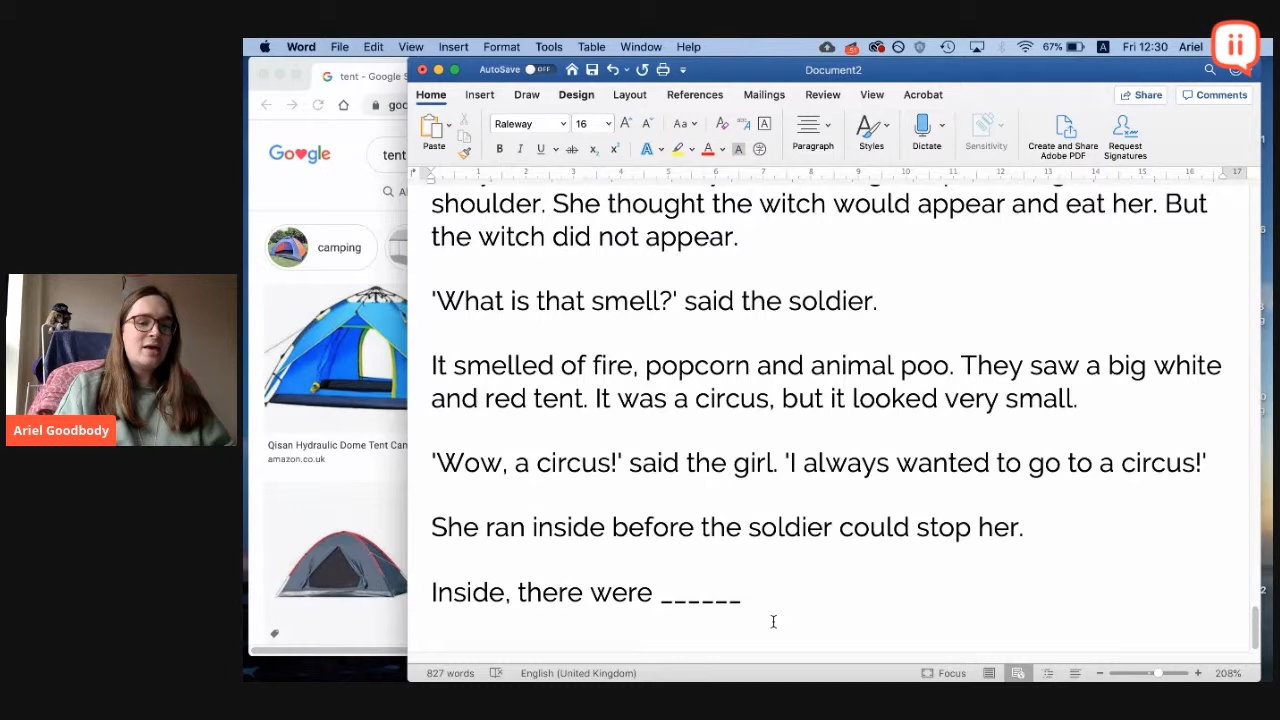 Word File Edit View Insert Format Tools Table Window Help 67% A Fri 12:30 Ariel
ii
tent - Google S
AutoSave OFF Document2
Home Insert Draw Design Layout References Mailings Review View Acrobat Share Comments
goo
Google
tent
Raleway 16
Paste Paragraph Styles Dictate Sensitivity Create and Share Adobe PDF Request Signatures
camping
shoulder. She thought the witch would appear and eat her. But
the witch did not appear.
'What is that smell?' said the soldier.
It smelled of fire, popcorn and animal poo. They saw a big white
and red tent. It was a circus, but it looked very small.
'Wow, a circus!' said the girl. 'I always wanted to go to a circus!'
She ran inside before the soldier could stop her.
Inside, there were ______
Ariel Goodbody
Qisan Hydraulic Dome Tent Can
amazon.co.uk
827 words English (United Kingdom) Focus 208%